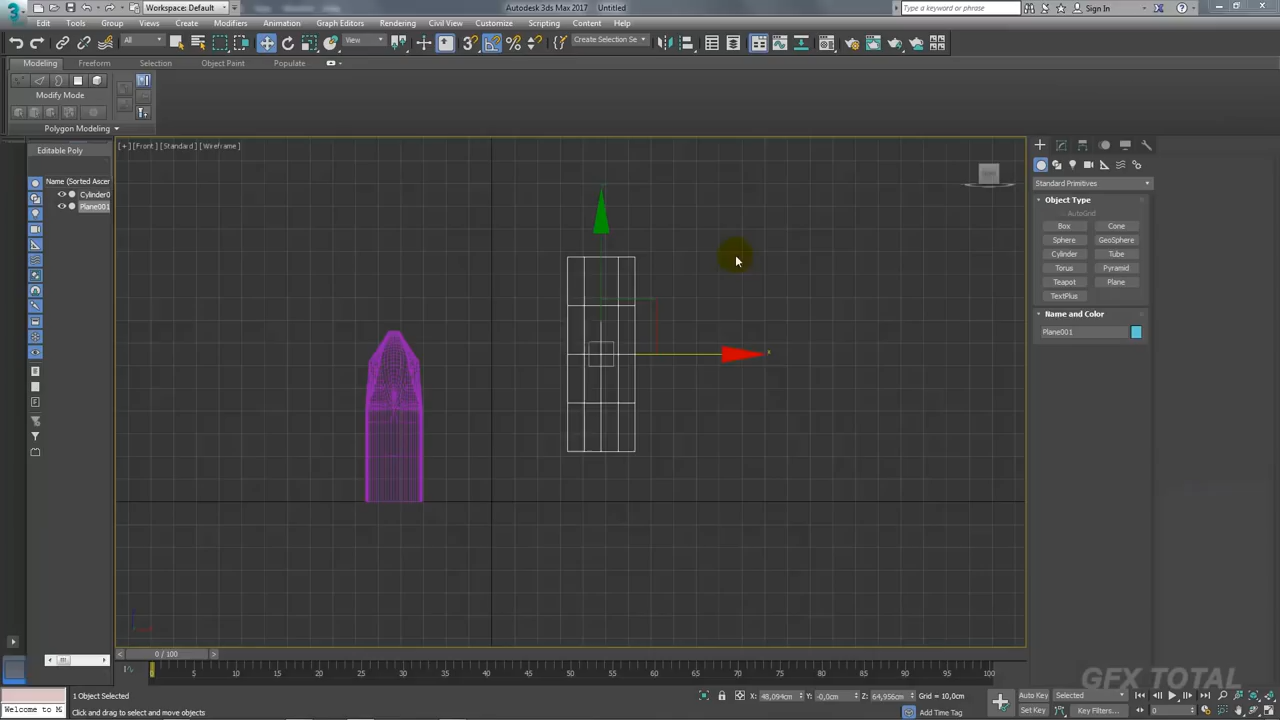 Workspace: Default
Autodesk 3ds Max 2017 Untitled
Type a keyword or phrase
Sign In
Edit Tools Group Views Create Modifiers Animation Graph Editors Rendering Civil View Customize Scripting Content Help
All
View
Create Selection Se
Modeling Freeform Selection Object Paint Populate
Modify Mode
Polygon Modeling
Editable Poly
Name (Sorted Ascer
Cylinder0
Plane001
[+] [Front] [Standard] [Wireframe]
Standard Primitives
Object Type
AutoGrid
Box Cone
Sphere GeoSphere
Cylinder Tube
Torus Pyramid
Teapot Plane
TextPlus
Name and Color
Plane001
0 / 100
0 5 10 15 20 25 30 35 40 45 50 55 60 65 70 75 80 85 90 95 100
GFX TOTAL
1 Object Selected
X: 48,094cm Y: -0,0cm Z: 64,956cm Grid = 10,0cm
Auto Key Selected
Welcome to M
Click and drag to select and move objects
Add Time Tag
Set Key Key Filters...
0